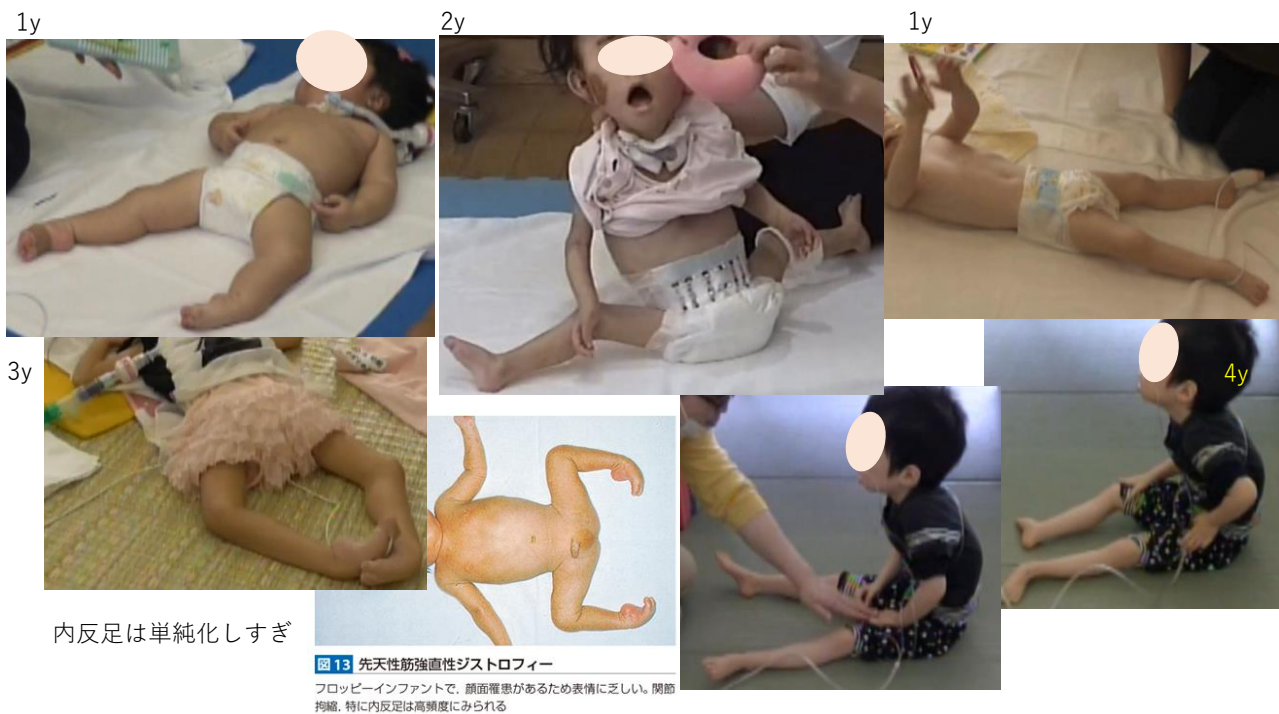 1y
2y
1y
3y
4y
内反足は単純化しすぎ
図13 先天性筋強直性ジストロフィー
フロッピーインファントで，顔面罹患があるため表情に乏しい。関節
拘縮，特に内反足は高頻度にみられる